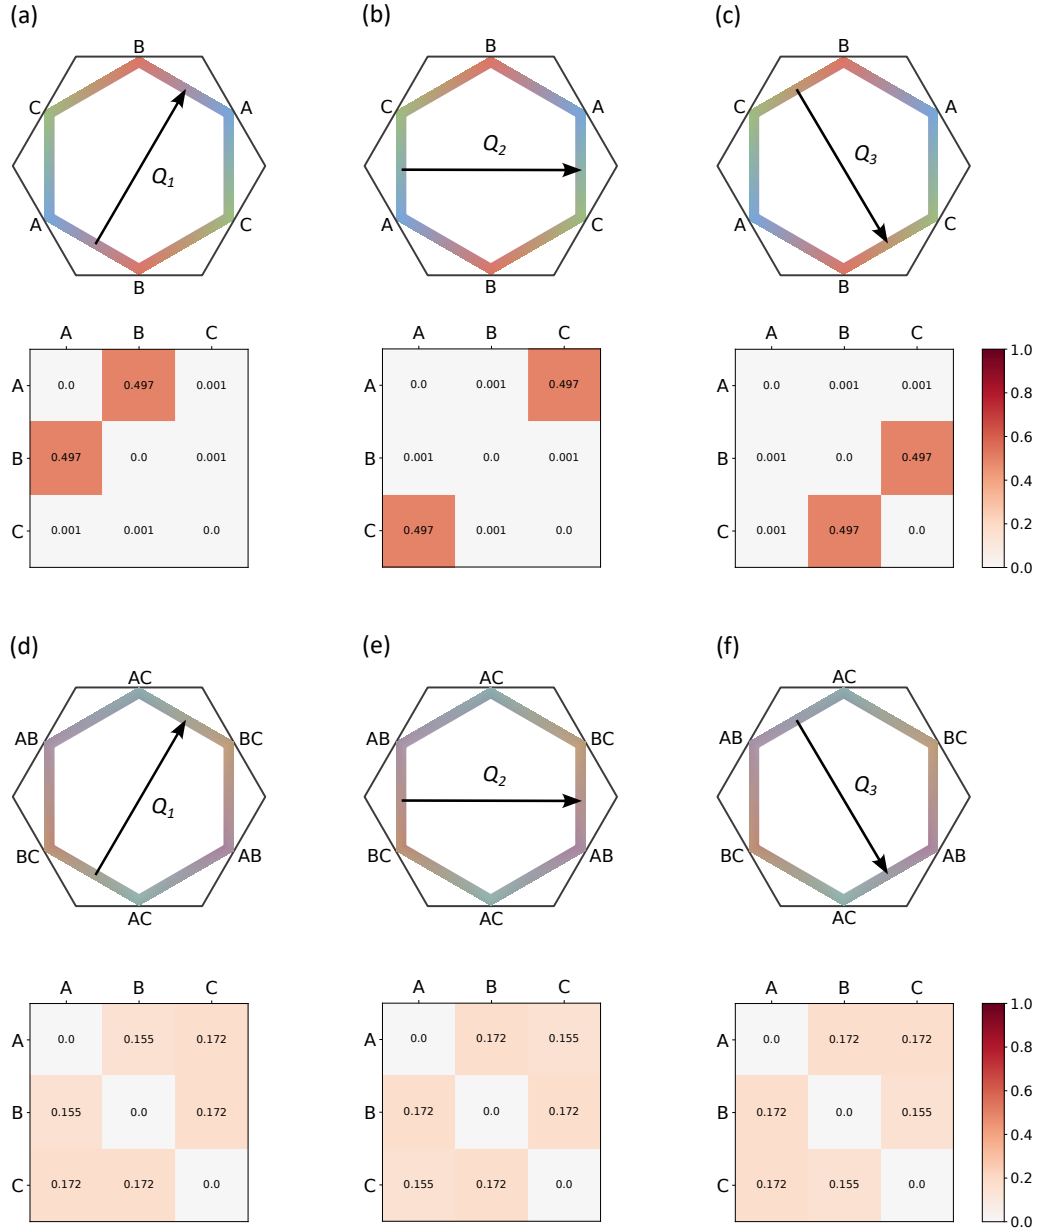 (a) (b) (c)
B B B
C A C A C A
Q1 Q2 Q3
A C A C A C
B B B
A B C A B C A B C
A 0.0 0.497 0.001 A 0.0 0.001 0.497 A 0.0 0.001 0.001 1.0
0.8
B 0.497 0.0 0.001 B 0.001 0.0 0.001 B 0.001 0.0 0.497 0.6
0.4
C 0.001 0.001 0.0 C 0.497 0.001 0.0 C 0.001 0.497 0.0 0.2
0.0
(d) (e) (f)
AC AC AC
AB BC AB BC AB BC
Q1 Q2 Q3
BC AB BC AB BC AB
AC AC AC
A B C A B C A B C
A 0.0 0.155 0.172 A 0.0 0.172 0.155 A 0.0 0.172 0.172 1.0
0.8
B 0.155 0.0 0.172 B 0.172 0.0 0.172 B 0.172 0.0 0.155 0.6
0.4
C 0.172 0.172 0.0 C 0.155 0.172 0.0 C 0.172 0.155 0.0 0.2
0.0